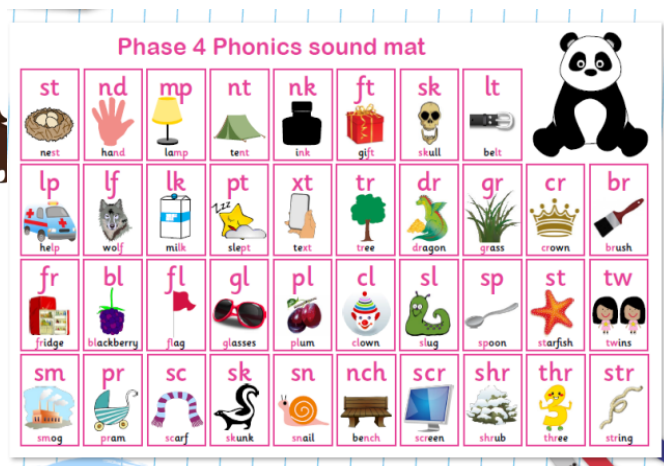 Phase 4 Phonics sound mat
st nd mp nt nk ft sk lt
nest hand lamp tent ink gift skull belt
lp lf lk pt xt tr dr gr cr br
Zzz
help wolf milk slept text tree dragon grass crown brush
fr bl fl gl pl cl sl sp st tw
fridge blackberry flag glasses plum clown slug spoon starfish twins
sm pr sc sk sn nch scr shr thr str
smog pram scarf skunk snail bench screen shrub three string